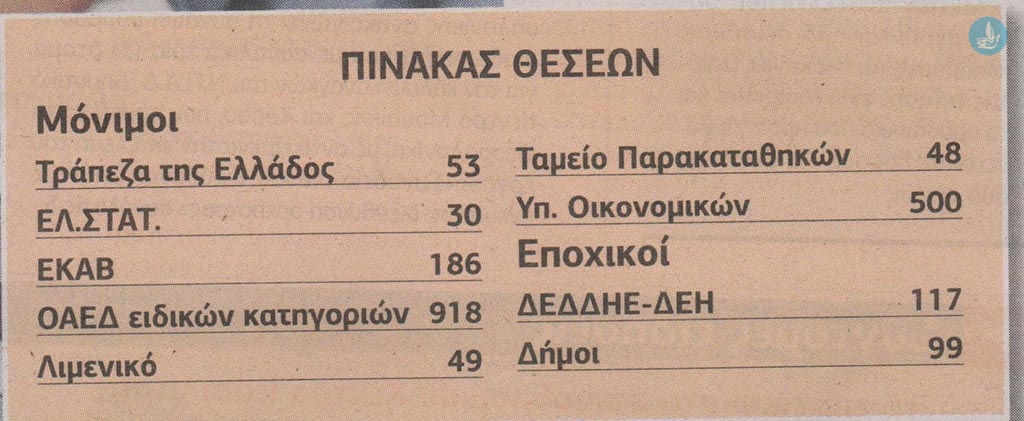 ΠΙΝΑΚΑΣ ΘΕΣΕΩΝ
Μόνιμοι
Τράπεζα της Ελλάδος 53
ΕΛ.ΣΤΑΤ. 30
ΕΚΑΒ 186
ΟΑΕΔ ειδικών κατηγοριών 918
Λιμενικό 49
Ταμείο Παρακαταθηκών 48
Υπ. Οικονομικών 500
Εποχικοί
ΔΕΔΔΗΕ-ΔΕΗ 117
Δήμοι 99